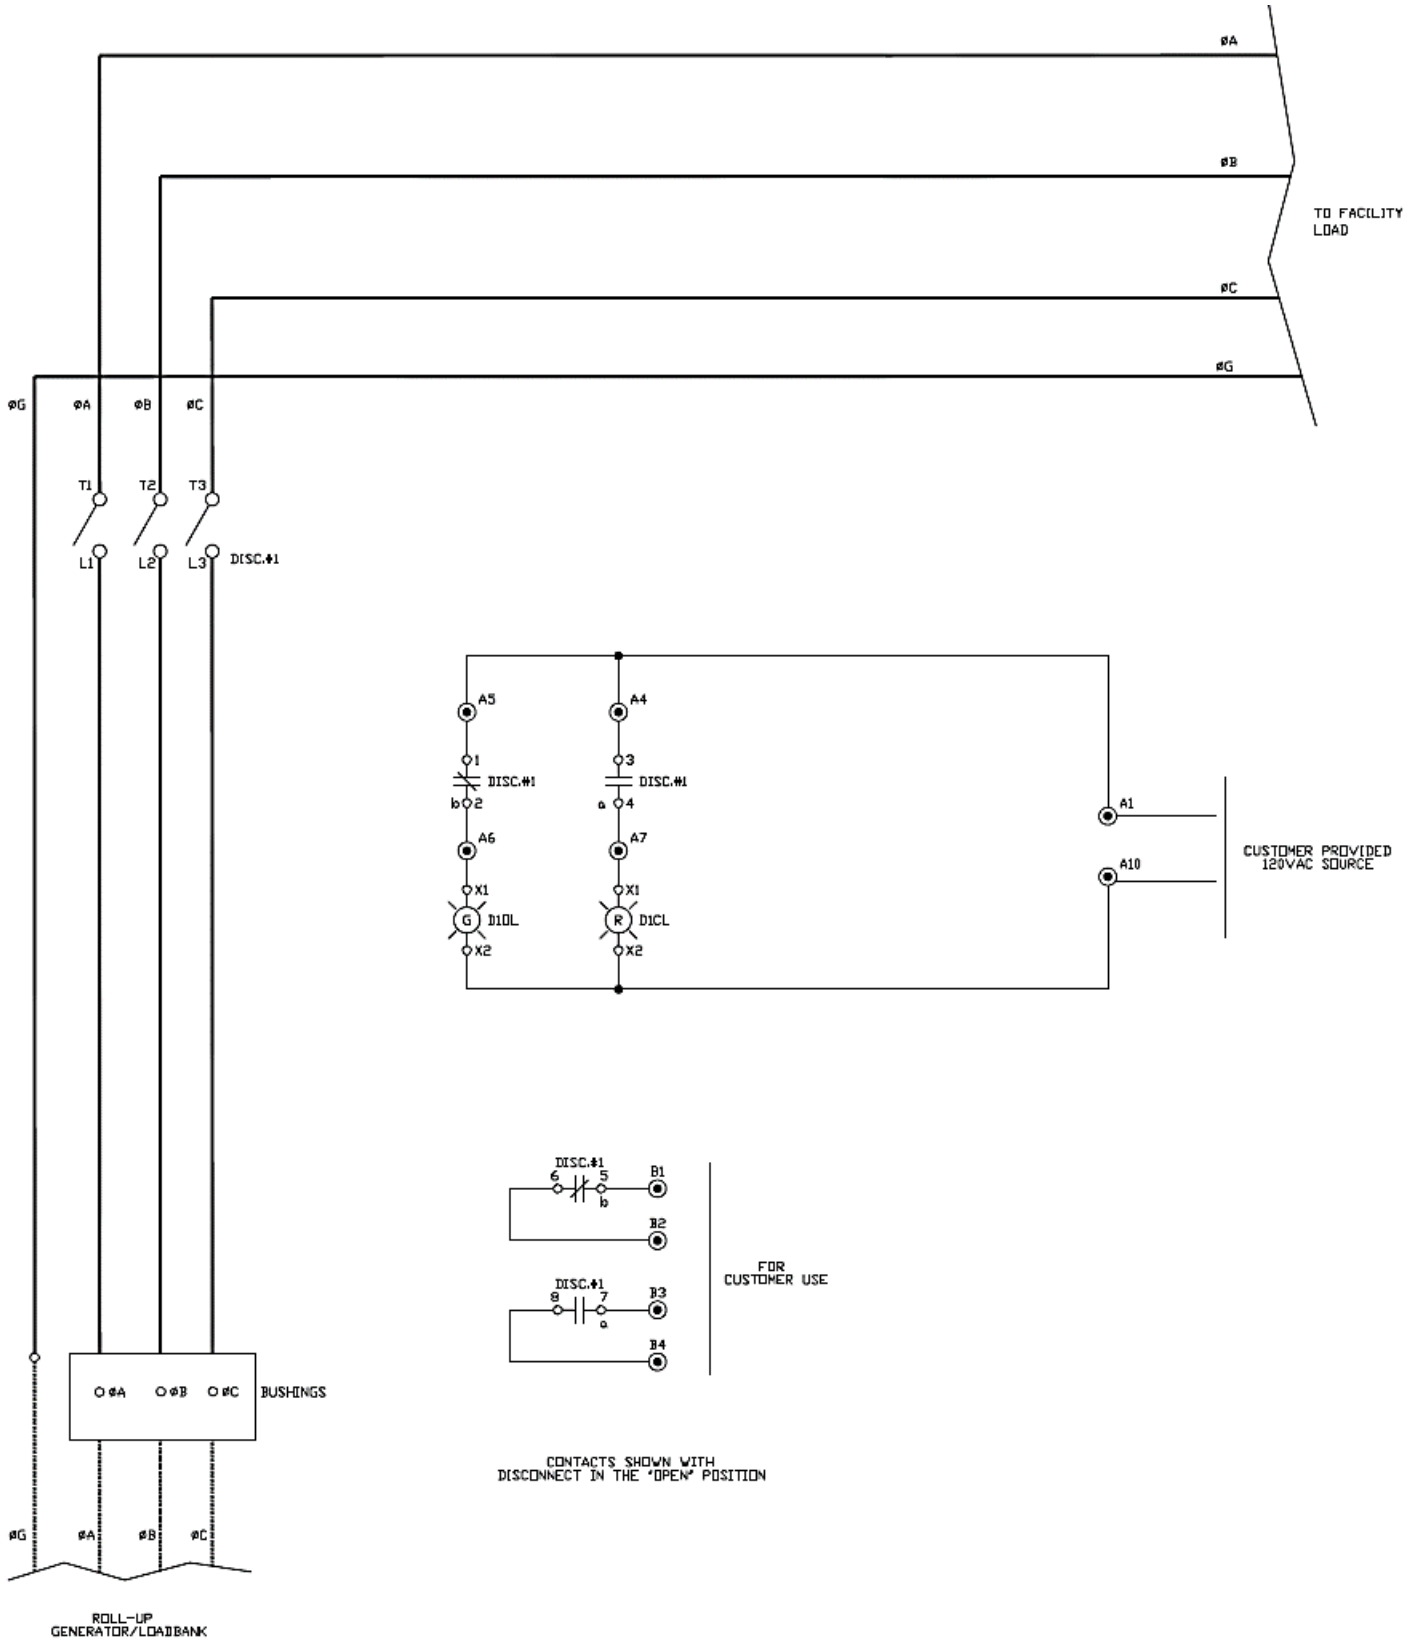 øA
øB
TO FACILITY
LOAD
øC
øG
øG øA øB øC
T1 T2 T3
L1 L2 L3 DISC.#1
A5 A4
1 3
DISC.#1 DISC.#1
b 2 a 4
A1
A6 A7
CUSTOMER PROVIDED
120VAC SOURCE
A10
X1 X1
G D1OL R D1CL
X2 X2
DISC.#1
6 5 B1
b
B2
FOR
CUSTOMER USE
DISC.#1
8 7 B3
a
B4
øA øB øC BUSHINGS
CONTACTS SHOWN WITH
DISCONNECT IN THE "OPEN" POSITION
øG øA øB øC
ROLL-UP
GENERATOR/LOADBANK